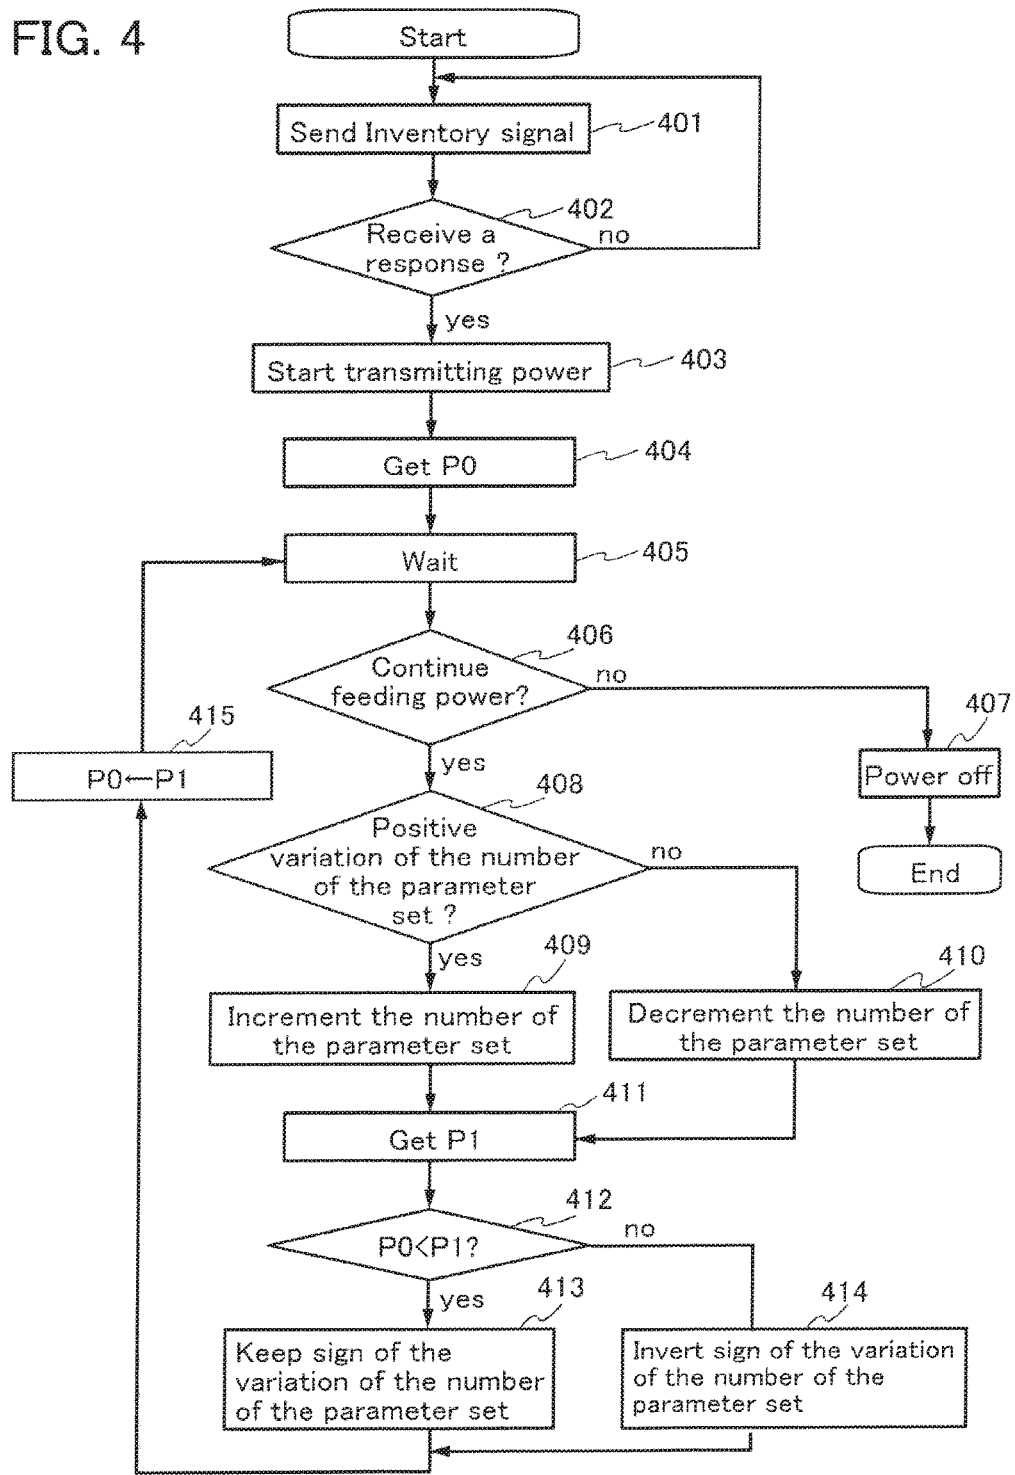 FIG. 4
Start
Send Inventory signal
401
Receive a
response ?
402
no
yes
Start transmitting power
403
Get P0
404
Wait
405
Continue
feeding power?
406
no
yes
407
Power off
End
415
P0←P1
Positive
variation of the number
of the parameter
set ?
408
no
yes
409
Increment the number of
the parameter set
410
Decrement the number of
the parameter set
411
Get P1
P0<P1?
412
no
yes
413
Keep sign of the
variation of the number
of the parameter set
414
Invert sign of the variation
of the number of the
parameter set